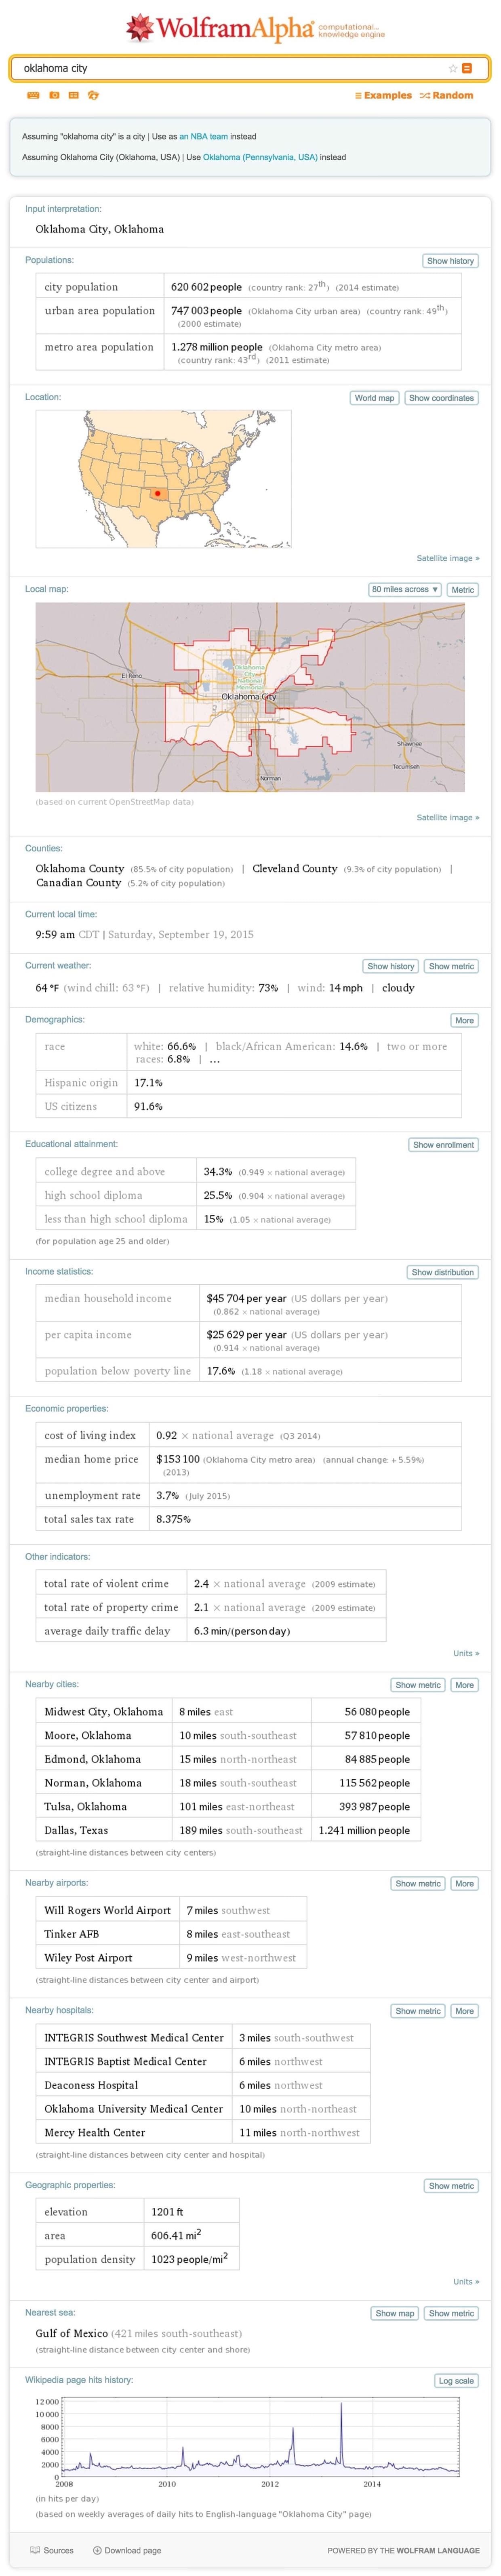 WolframAlpha computational... knowledge engine
oklahoma city
Examples Random
Assuming "oklahoma city" is a city | Use as an NBA team instead
Assuming Oklahoma City (Oklahoma, USA) | Use Oklahoma (Pennsylvania, USA) instead
Input interpretation:
Oklahoma City, Oklahoma
Populations: Show history
city population 620 602 people (country rank: 27th) (2014 estimate)
urban area population 747 003 people (Oklahoma City urban area) (country rank: 49th)
(2000 estimate)
metro area population 1.278 million people (Oklahoma City metro area)
(country rank: 43rd) (2011 estimate)
Location: World map Show coordinates
Satellite image »
Local map: 80 miles across ▼ Metric
El Reno
Oklahoma City
Shawnee
Tecumseh
Norman
(based on current OpenStreetMap data)
Satellite image »
Counties:
Oklahoma County (85.5% of city population) | Cleveland County (9.3% of city population) |
Canadian County (5.2% of city population)
Current local time:
9:59 am CDT | Saturday, September 19, 2015
Current weather: Show history Show metric
64 °F (wind chill: 63 °F) | relative humidity: 73% | wind: 14 mph | cloudy
Demographics: More
race white: 66.6% | black/African American: 14.6% | two or more
races: 6.8% | ...
Hispanic origin 17.1%
US citizens 91.6%
Educational attainment: Show enrollment
college degree and above 34.3% (0.949 × national average)
high school diploma 25.5% (0.904 × national average)
less than high school diploma 15% (1.05 × national average)
(for population age 25 and older)
Income statistics: Show distribution
median household income $45 704 per year (US dollars per year)
(0.862 × national average)
per capita income $25 629 per year (US dollars per year)
(0.914 × national average)
population below poverty line 17.6% (1.18 × national average)
Economic properties:
cost of living index 0.92 × national average (Q3 2014)
median home price $153 100 (Oklahoma City metro area) (annual change: +5.59%)
(2013)
unemployment rate 3.7% (July 2015)
total sales tax rate 8.375%
Other indicators:
total rate of violent crime 2.4 × national average (2009 estimate)
total rate of property crime 2.1 × national average (2009 estimate)
average daily traffic delay 6.3 min/(person day)
Units »
Nearby cities: Show metric More
Midwest City, Oklahoma 8 miles east 56 080 people
Moore, Oklahoma 10 miles south-southeast 57 810 people
Edmond, Oklahoma 15 miles north-northeast 84 885 people
Norman, Oklahoma 18 miles south-southeast 115 562 people
Tulsa, Oklahoma 101 miles east-northeast 393 987 people
Dallas, Texas 189 miles south-southeast 1.241 million people
(straight-line distances between city centers)
Nearby airports: Show metric More
Will Rogers World Airport 7 miles southwest
Tinker AFB 8 miles east-southeast
Wiley Post Airport 9 miles west-northwest
(straight-line distances between city center and airport)
Nearby hospitals: Show metric More
INTEGRIS Southwest Medical Center 3 miles south-southwest
INTEGRIS Baptist Medical Center 6 miles northwest
Deaconess Hospital 6 miles northwest
Oklahoma University Medical Center 10 miles north-northeast
Mercy Health Center 11 miles north-northwest
(straight-line distances between city center and hospital)
Geographic properties: Show metric
elevation 1201 ft
area 606.41 mi²
population density 1023 people/mi²
Units »
Nearest sea: Show map Show metric
Gulf of Mexico (421 miles south-southeast)
(straight-line distance between city center and shore)
Wikipedia page hits history: Log scale
12 000
10 000
8000
6000
4000
2000
0
2008 2010 2012 2014
(in hits per day)
(based on weekly averages of daily hits to English-language "Oklahoma City" page)
Sources Download page POWERED BY THE WOLFRAM LANGUAGE